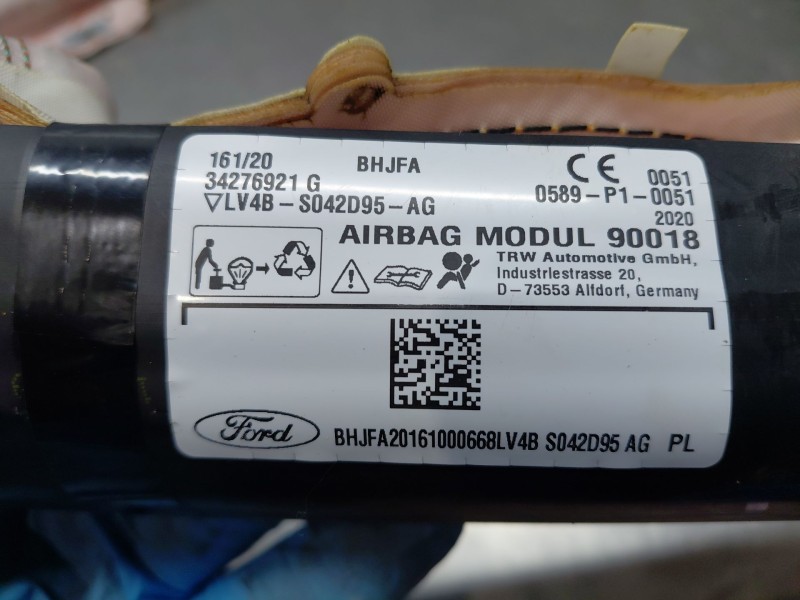 161/20 BHJFA
34276921 G
▽LV4B-S042D95-AG
CE 0051
0589-P1-0051
2020
AIRBAG MODUL 90018
TRW Automotive GmbH,
Industriestrasse 20,
D-73553 Alfdorf, Germany
Ford
BHJFA20161000668LV4B S042D95 AG PL